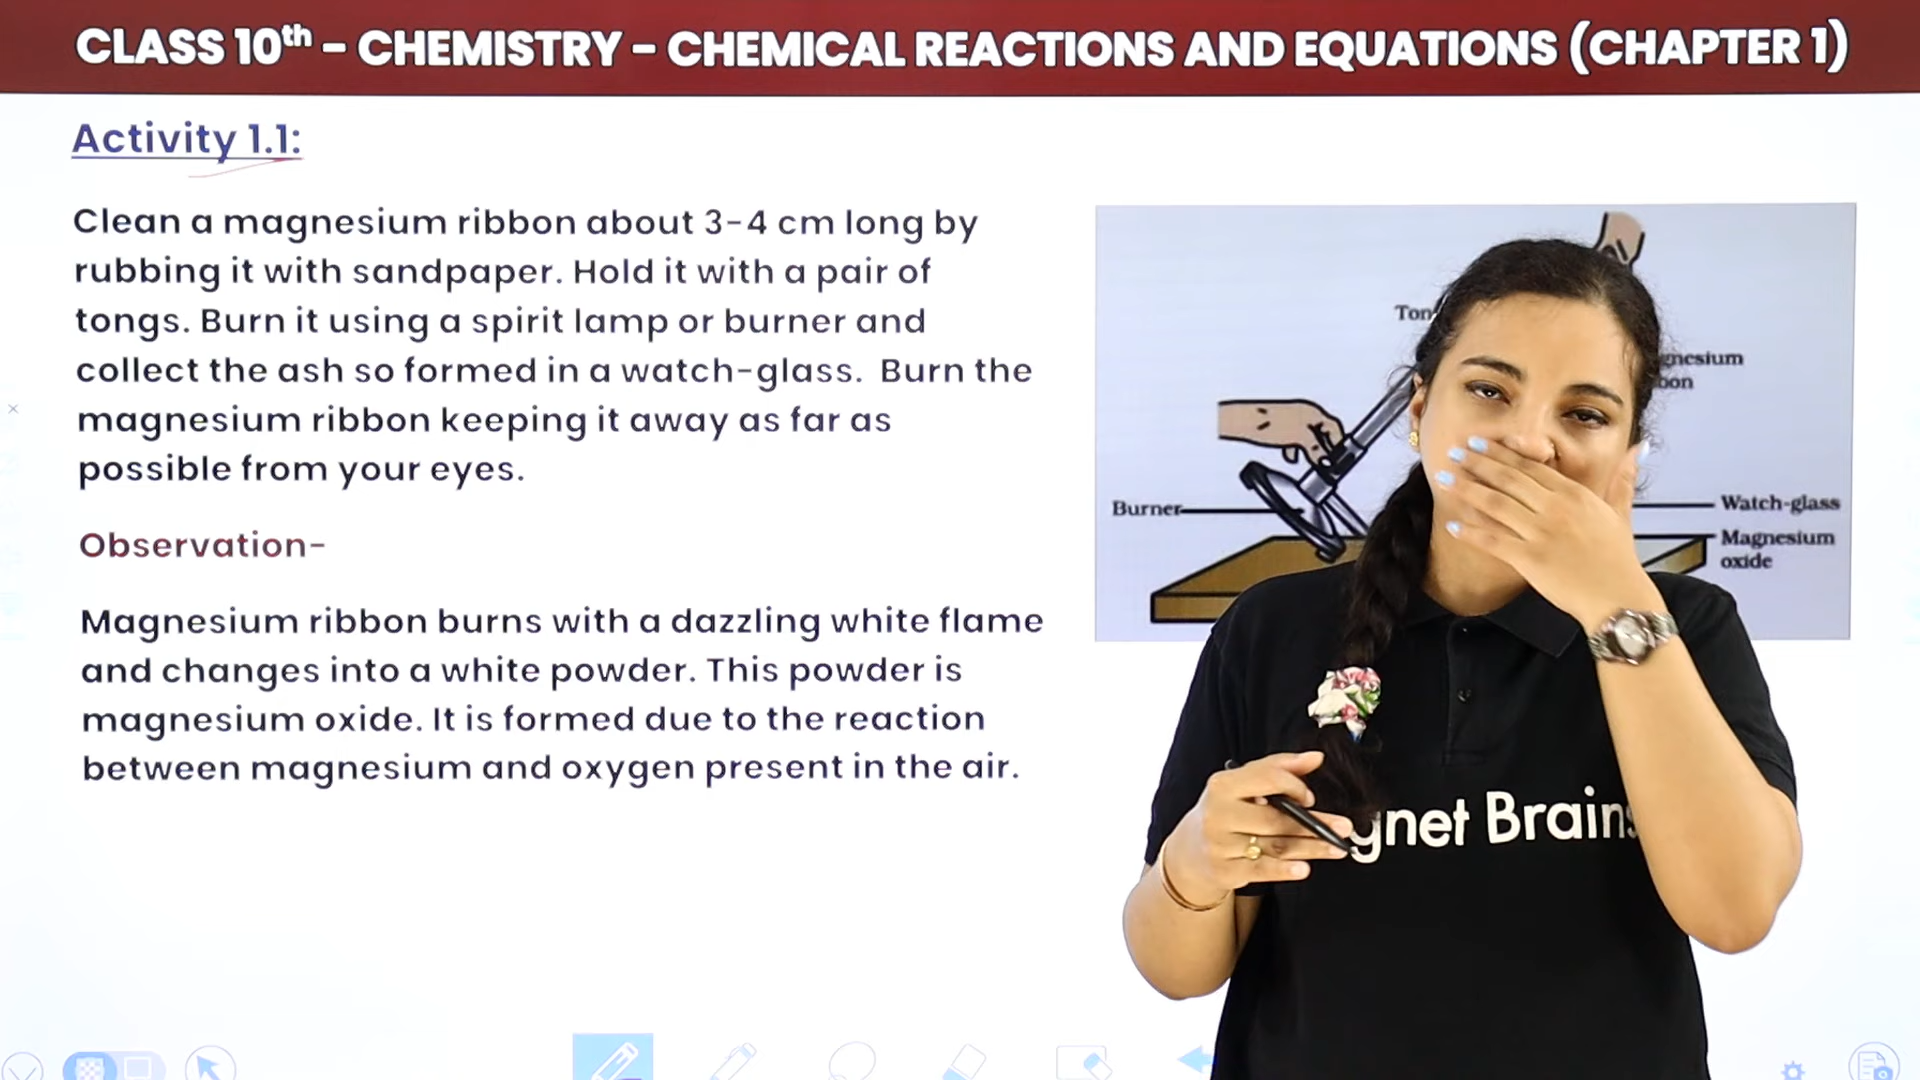 CLASS 10th - CHEMISTRY - CHEMICAL REACTIONS AND EQUATIONS (CHAPTER 1)
Activity 1.1:
Clean a magnesium ribbon about 3-4 cm long by
rubbing it with sandpaper. Hold it with a pair of
tongs. Burn it using a spirit lamp or burner and
collect the ash so formed in a watch-glass. Burn the
magnesium ribbon keeping it away as far as
possible from your eyes.
Observation-
Magnesium ribbon burns with a dazzling white flame
and changes into a white powder. This powder is
magnesium oxide. It is formed due to the reaction
between magnesium and oxygen present in the air.
Burner
Watch-glass
Magnesium
oxide
gnet Brains